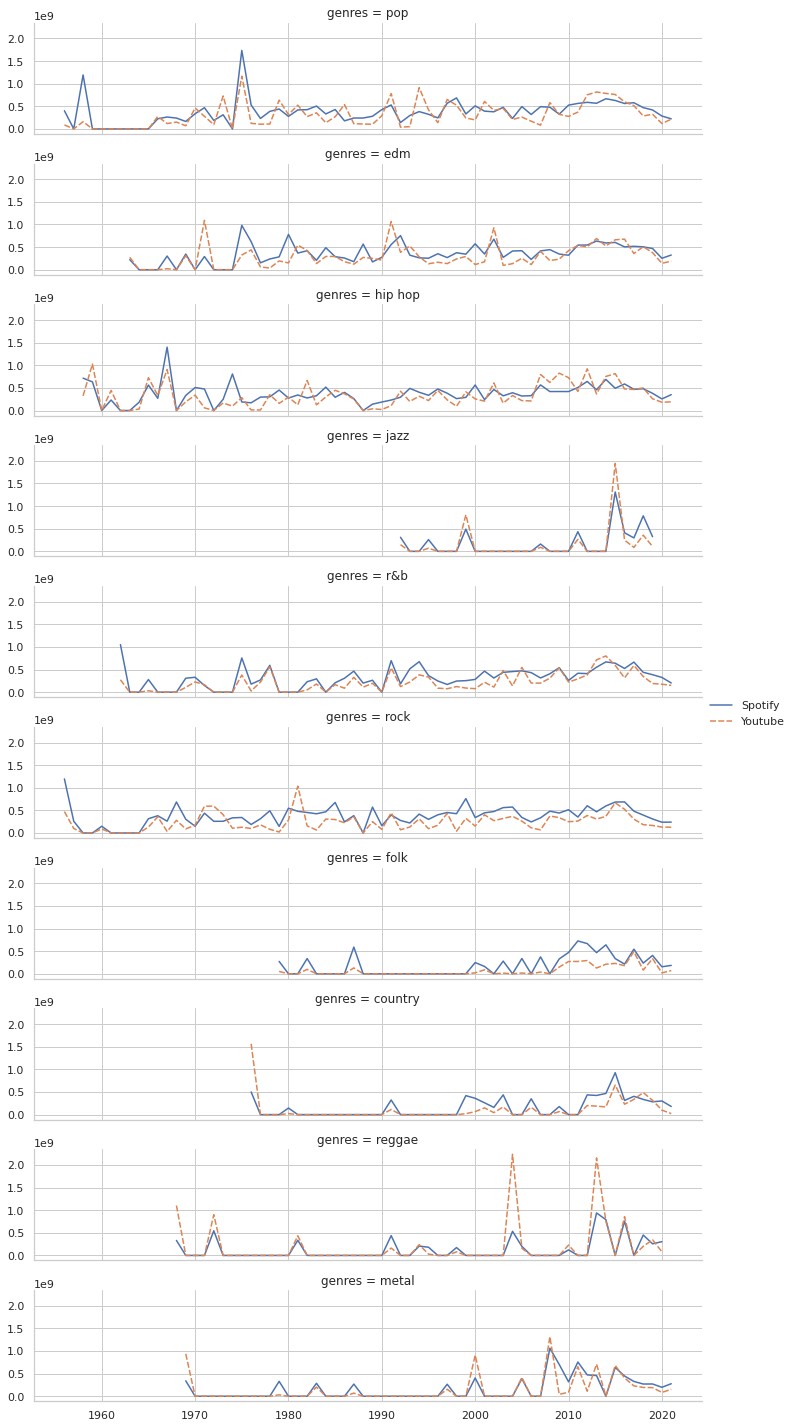 genres = pop
1e9
2.0
1.5
1.0
0.5
0.0
genres = edm
1e9
2.0
1.5
1.0
0.5
0.0
genres = hip hop
1e9
2.0
1.5
1.0
0.5
0.0
genres = jazz
1e9
2.0
1.5
1.0
0.5
0.0
genres = r&b
1e9
2.0
1.5
1.0
0.5
0.0
Spotify
Youtube
genres = rock
1e9
2.0
1.5
1.0
0.5
0.0
genres = folk
1e9
2.0
1.5
1.0
0.5
0.0
genres = country
1e9
2.0
1.5
1.0
0.5
0.0
genres = reggae
1e9
2.0
1.5
1.0
0.5
0.0
genres = metal
1e9
2.0
1.5
1.0
0.5
0.0
1960 1970 1980 1990 2000 2010 2020